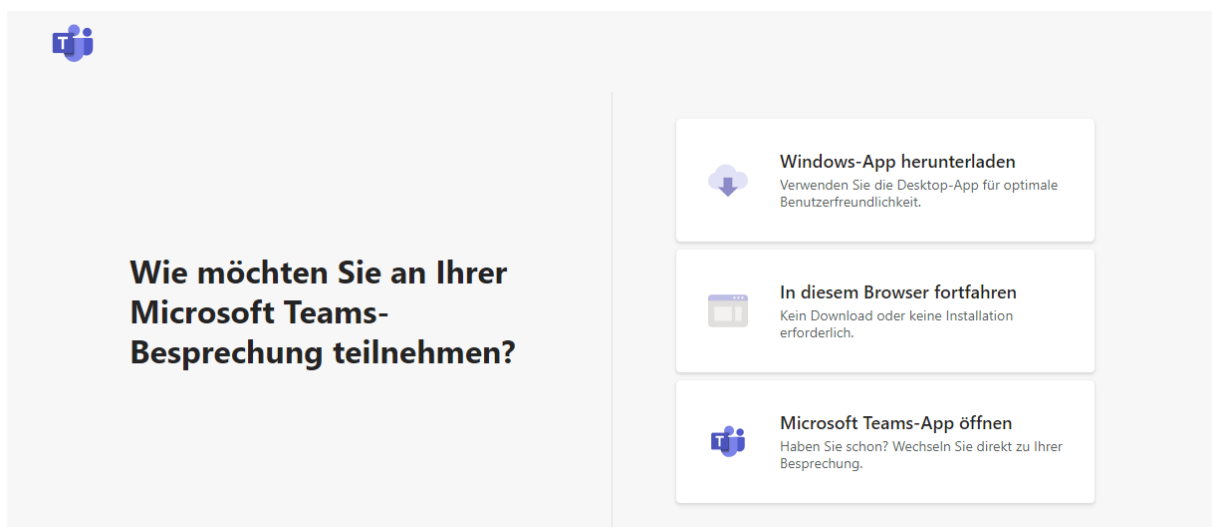 Wie möchten Sie an Ihrer
Microsoft Teams-
Besprechung teilnehmen?
Windows-App herunterladen
Verwenden Sie die Desktop-App für optimale
Benutzerfreundlichkeit.
In diesem Browser fortfahren
Kein Download oder keine Installation
erforderlich.
Microsoft Teams-App öffnen
Haben Sie schon? Wechseln Sie direkt zu Ihrer
Besprechung.